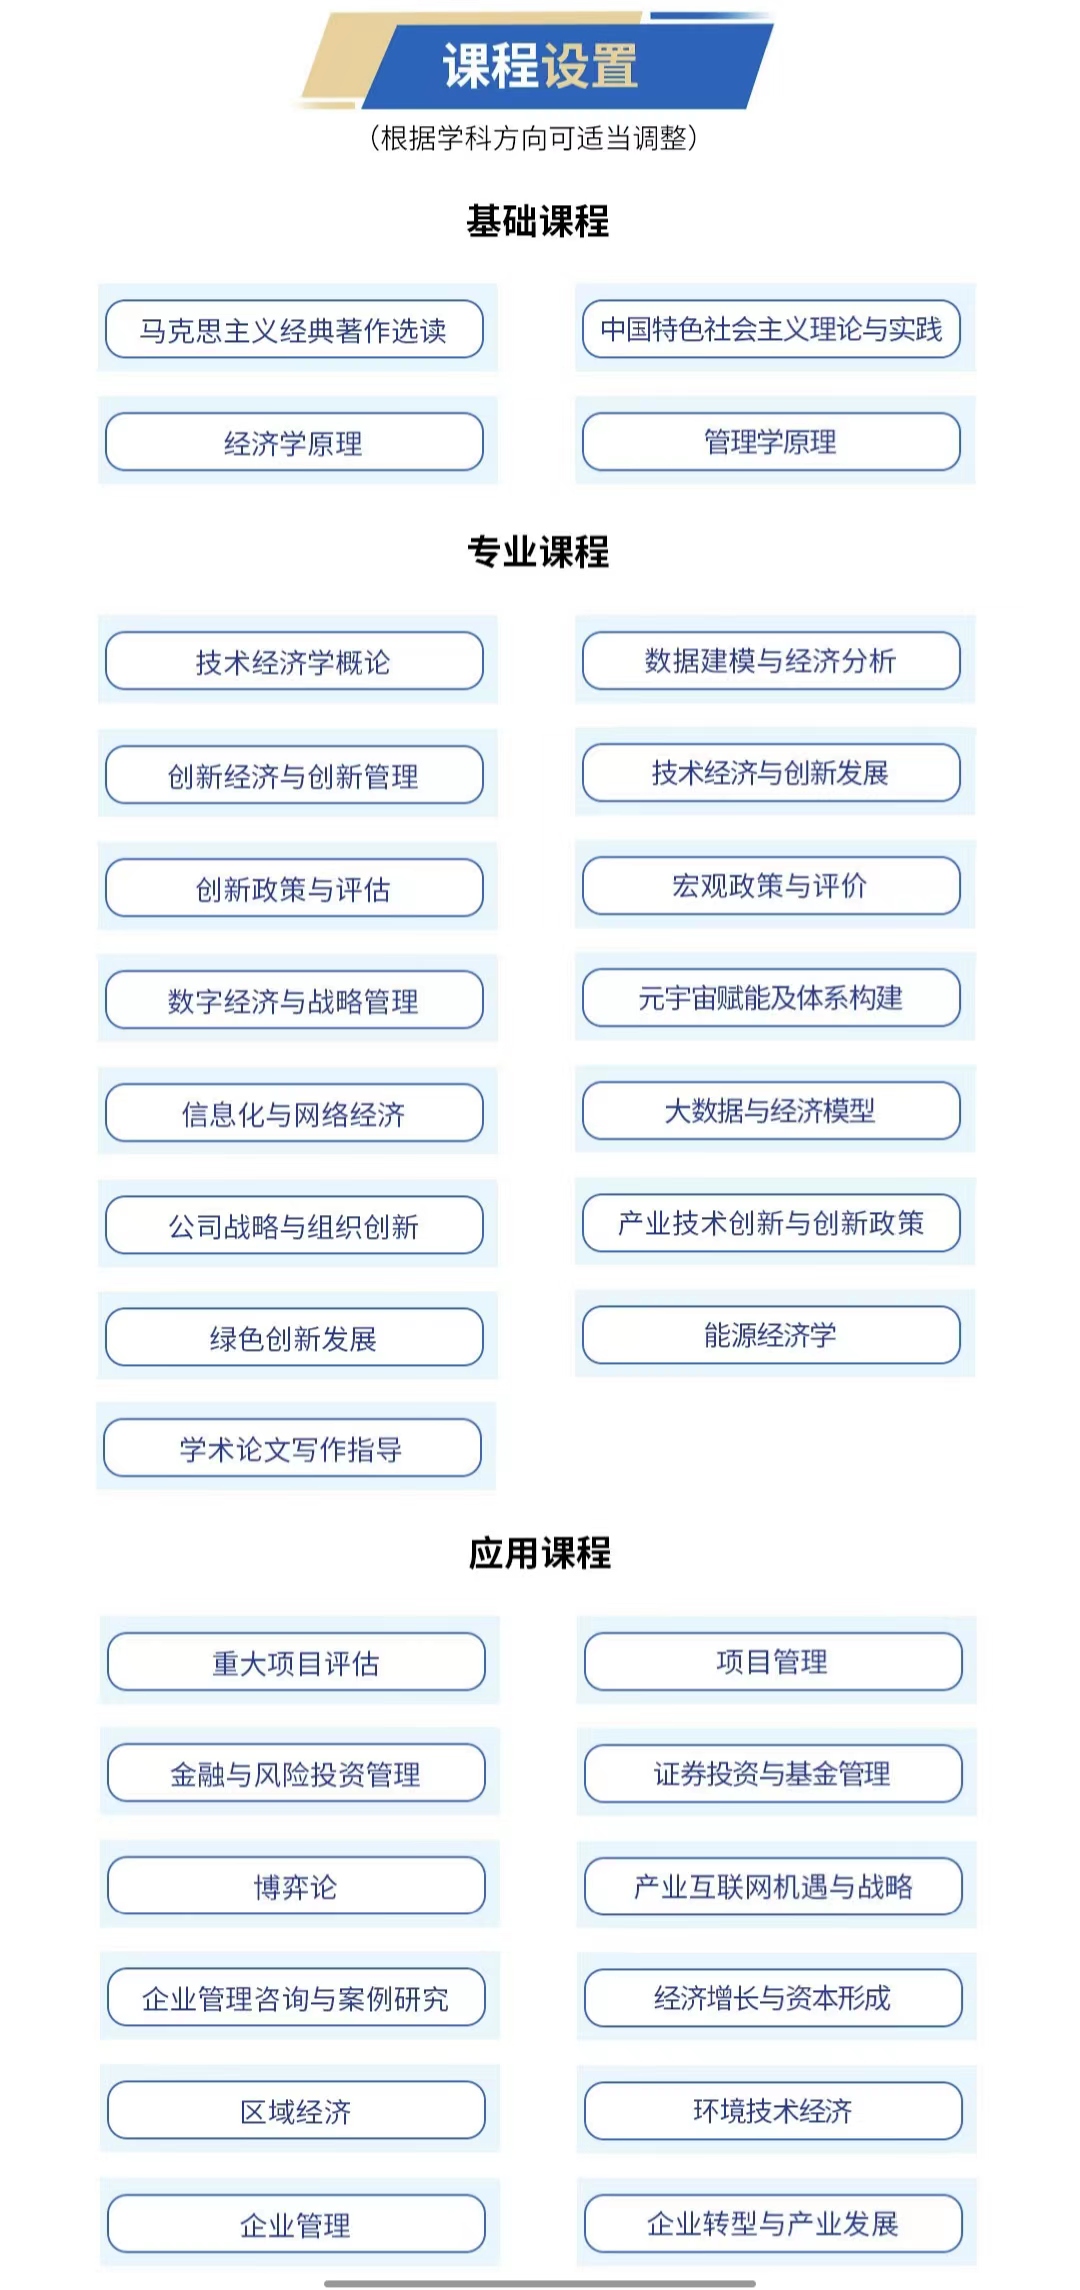 课程设置
（根据学科方向可适当调整）
基础课程
马克思主义经典著作选读
中国特色社会主义理论与实践
经济学原理
管理学原理
专业课程
技术经济学概论
数据建模与经济分析
创新经济与创新管理
技术经济与创新发展
创新政策与评估
宏观政策与评价
数字经济与战略管理
元宇宙赋能及体系构建
信息化与网络经济
大数据与经济模型
公司战略与组织创新
产业技术创新与创新政策
绿色创新发展
能源经济学
学术论文写作指导
应用课程
重大项目评估
项目管理
金融与风险投资管理
证券投资与基金管理
博弈论
产业互联网机遇与战略
企业管理咨询与案例研究
经济增长与资本形成
区域经济
环境技术经济
企业管理
企业转型与产业发展